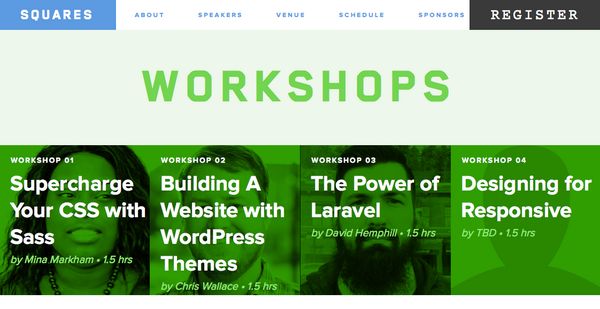 SQUARES
ABOUT
SPEAKERS
VENUE
SCHEDULE
SPONSORS
REGISTER
WORKSHOPS
WORKSHOP 01
Supercharge
Your CSS with
Sass
by Mina Markham • 1.5 hrs
WORKSHOP 02
Building A
Website with
WordPress
Themes
by Chris Wallace • 1.5 hrs
WORKSHOP 03
The Power of
Laravel
by David Hemphill • 1.5 hrs
WORKSHOP 04
Designing for
Responsive
by TBD • 1.5 hrs